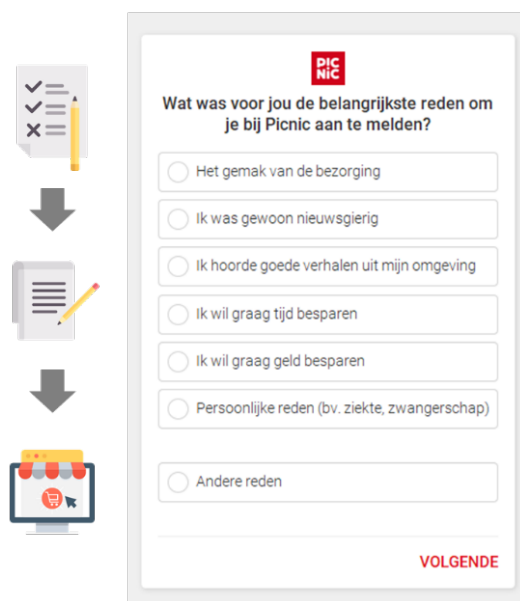 PIC
NIC
Wat was voor jou de belangrijkste reden om
je bij Picnic aan te melden?
Het gemak van de bezorging
Ik was gewoon nieuwsgierig
Ik hoorde goede verhalen uit mijn omgeving
Ik wil graag tijd besparen
Ik wil graag geld besparen
Persoonlijke reden (bv. ziekte, zwangerschap)
Andere reden
VOLGENDE